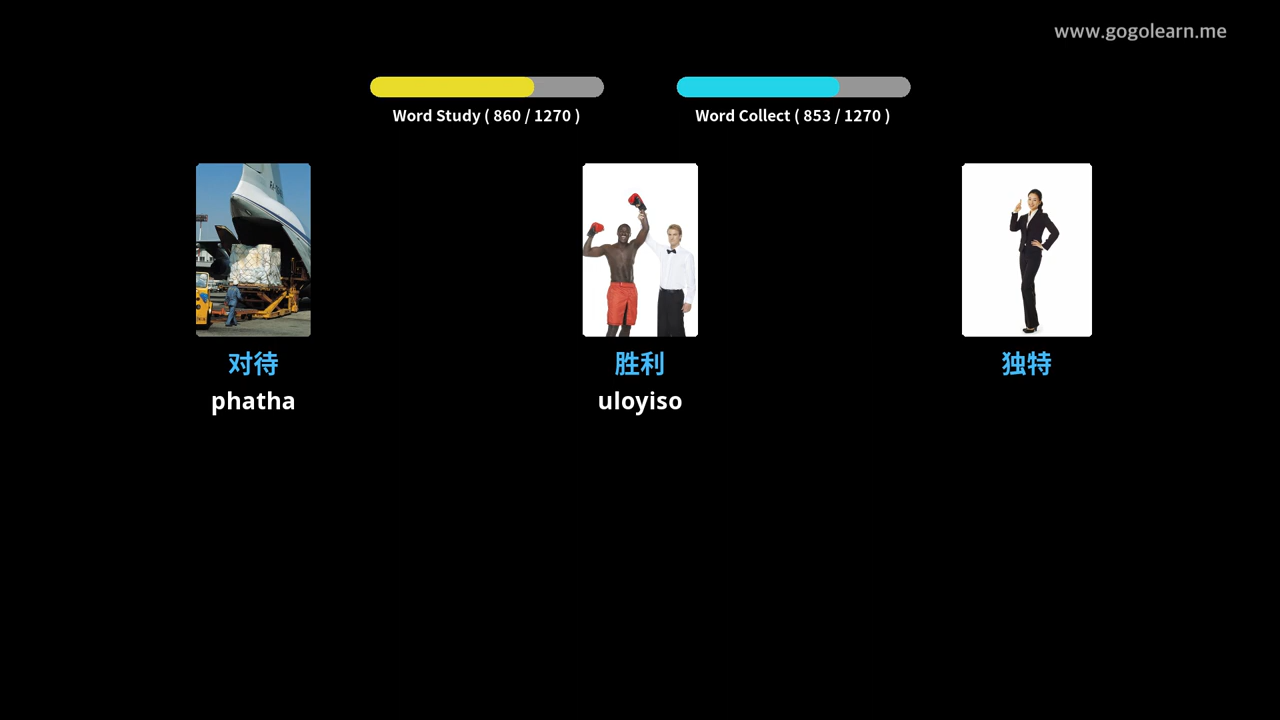 www.gogolearn.me
Word Study ( 860 / 1270 )
Word Collect ( 853 / 1270 )
对待
胜利
独特
phatha
uloyiso